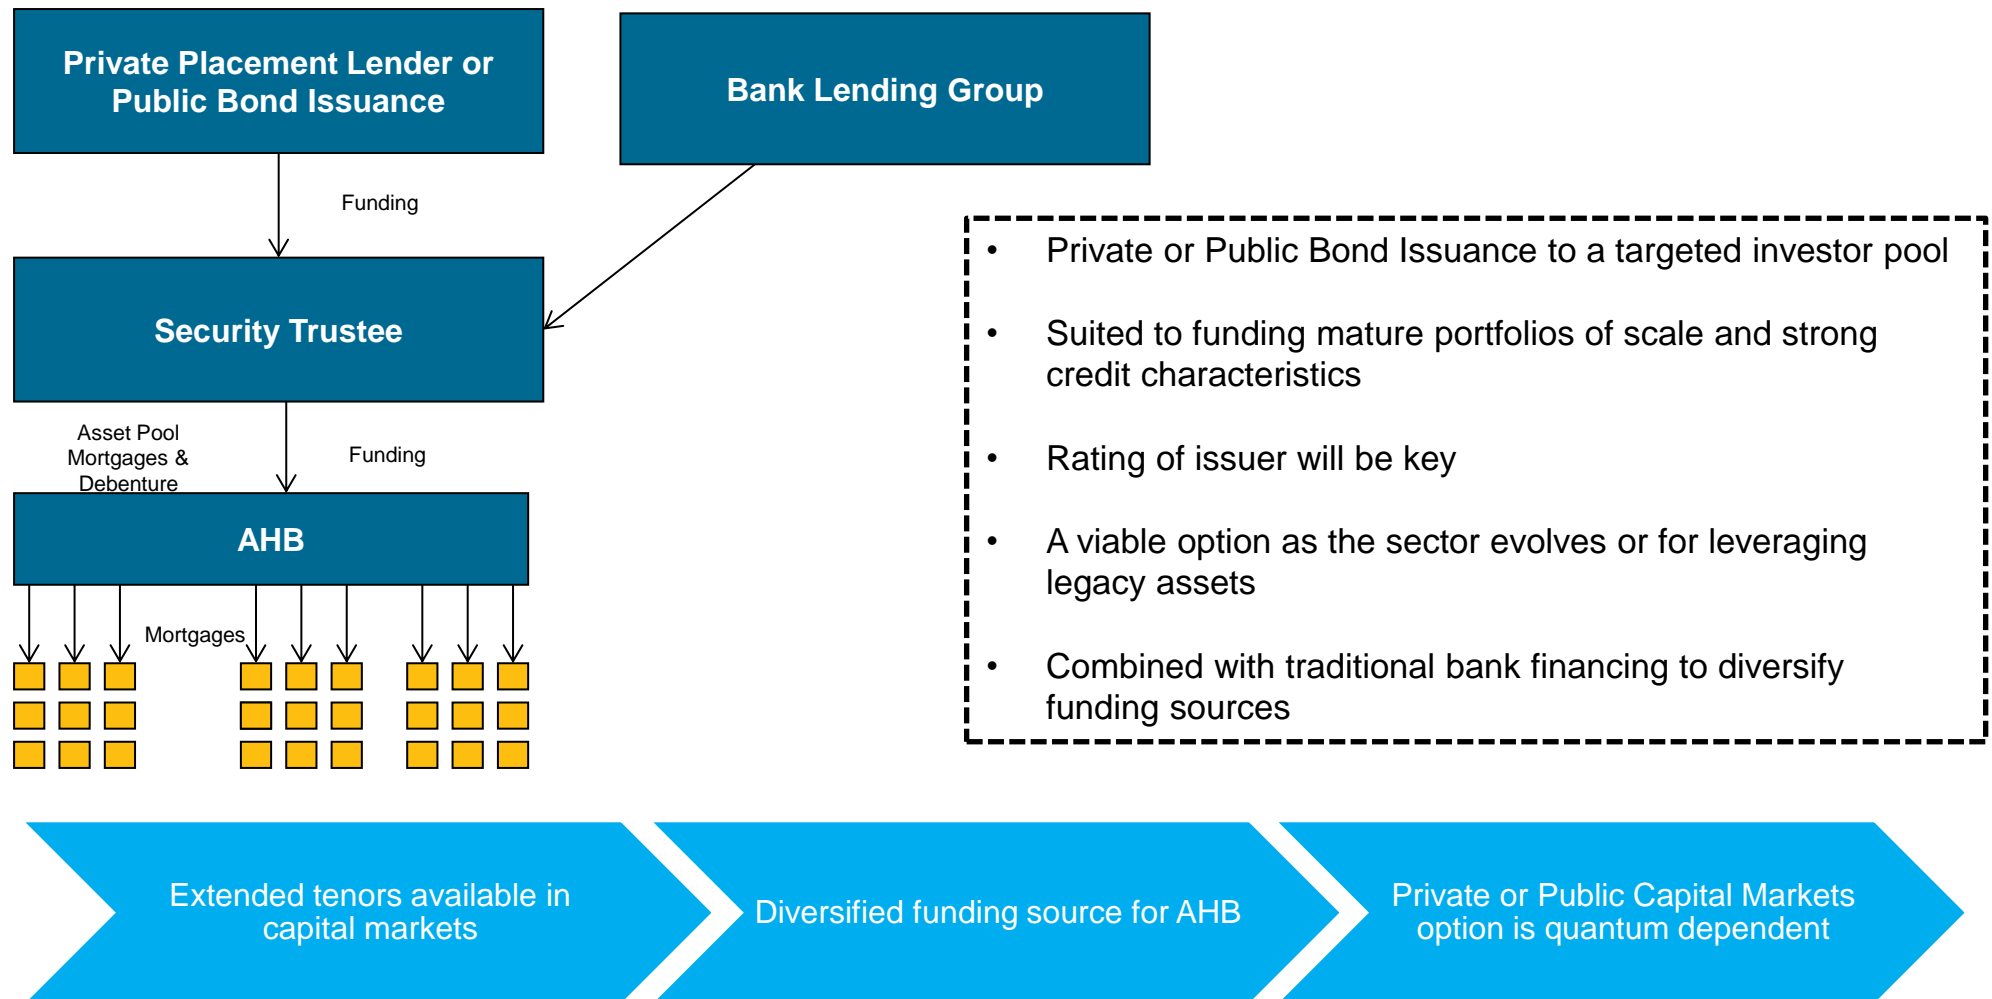 Private Placement Lender or
Public Bond Issuance
Bank Lending Group
Funding
Security Trustee
Asset Pool
Mortgages &
Debenture
Funding
AHB
Mortgages
• Private or Public Bond Issuance to a targeted investor pool
• Suited to funding mature portfolios of scale and strong
credit characteristics
• Rating of issuer will be key
• A viable option as the sector evolves or for leveraging
legacy assets
• Combined with traditional bank financing to diversify
funding sources
Extended tenors available in
capital markets
Diversified funding source for AHB
Private or Public Capital Markets
option is quantum dependent